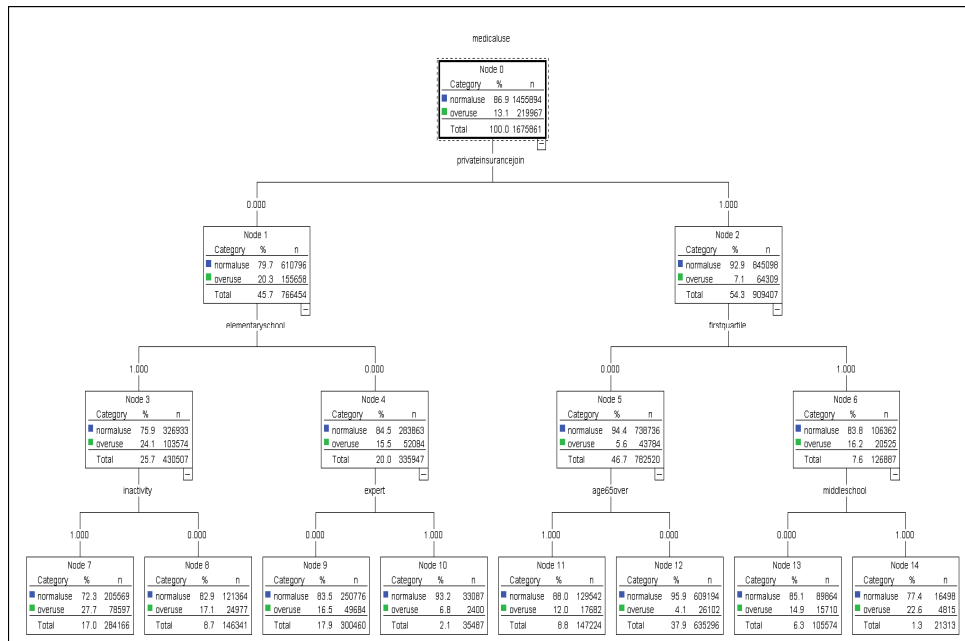 medicaluse
Node 0
Category % n
normaluse 86.9 1455894
overuse 13.1 219967
Total 100.0 1675861
privateinsurancejoin
0.000 1.000
Node 1
Category % n
normaluse 79.7 610796
overuse 20.3 155658
Total 45.7 766454
Node 2
Category % n
normaluse 92.9 845098
overuse 7.1 64309
Total 54.3 909407
elementaryschool firstquartile
1.000 0.000 0.000 1.000
Node 3
Category % n
normaluse 75.9 326933
overuse 24.1 103574
Total 25.7 430507
Node 4
Category % n
normaluse 84.5 283863
overuse 15.5 52084
Total 20.0 335947
Node 5
Category % n
normaluse 94.4 738736
overuse 5.6 43784
Total 46.7 782520
Node 6
Category % n
normaluse 83.8 106362
overuse 16.2 20525
Total 7.6 126887
inactivity expert age65over middleschool
1.000 0.000 0.000 1.000 1.000 0.000 0.000 1.000
Node 7
Category % n
normaluse 72.3 205569
overuse 27.7 78597
Total 17.0 284166
Node 8
Category % n
normaluse 82.9 121364
overuse 17.1 24977
Total 8.7 146341
Node 9
Category % n
normaluse 83.5 250776
overuse 16.5 49684
Total 17.9 300460
Node 10
Category % n
normaluse 93.2 33087
overuse 6.8 2400
Total 2.1 35487
Node 11
Category % n
normaluse 88.0 129542
overuse 12.0 17682
Total 8.8 147224
Node 12
Category % n
normaluse 95.9 609194
overuse 4.1 26102
Total 37.9 635296
Node 13
Category % n
normaluse 85.1 89864
overuse 14.9 15710
Total 6.3 105574
Node 14
Category % n
normaluse 77.4 16498
overuse 22.6 4815
Total 1.3 21313